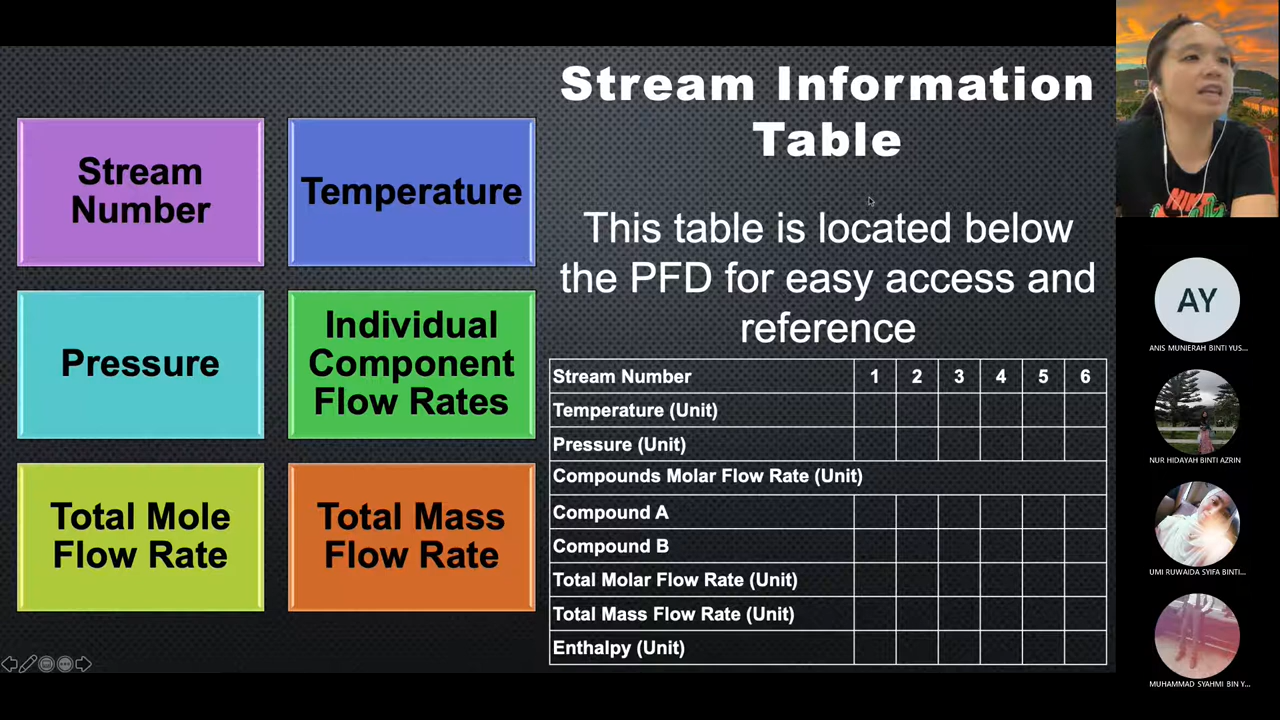 Stream Information
Table
This table is located below
the PFD for easy access and
reference
Stream
Number
Temperature
Pressure
Individual
Component
Flow Rates
Total Mole
Flow Rate
Total Mass
Flow Rate
Stream Number 1 2 3 4 5 6
Temperature (Unit)
Pressure (Unit)
Compounds Molar Flow Rate (Unit)
Compound A
Compound B
Total Molar Flow Rate (Unit)
Total Mass Flow Rate (Unit)
Enthalpy (Unit)
NIKE
AY
ANIS MUNIERAH BINTI YUS...
NUR HIDAYAH BINTI AZRIN
UMI RUWAIDA SYIFA BINTI...
MUHAMMAD SYAHMI BIN Y...